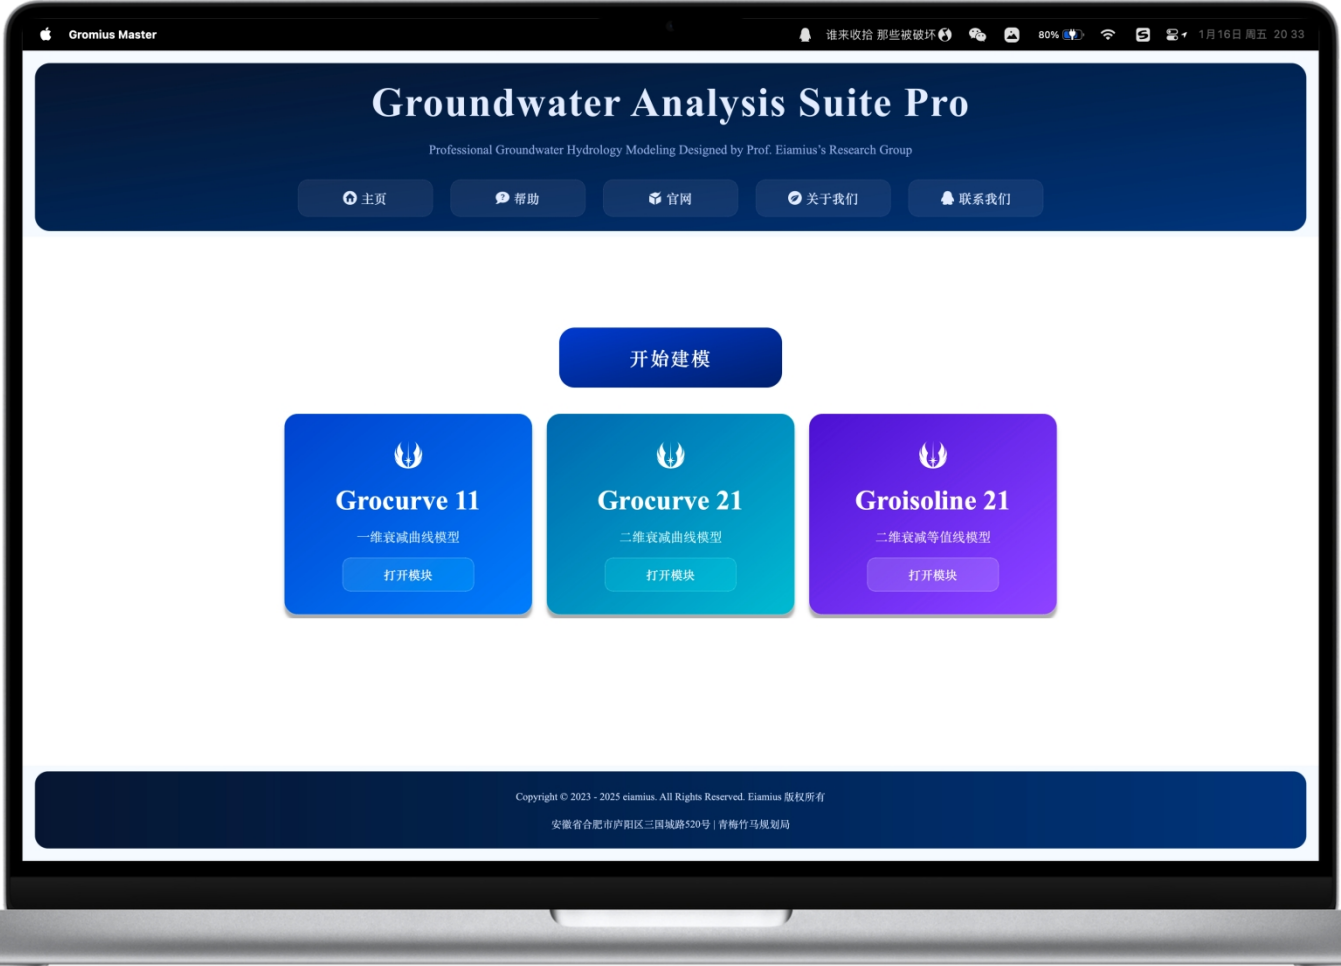 Gromius Master
谁来收拾 那些被破坏
80%
1月16日 周五 20 33
Groundwater Analysis Suite Pro
Professional Groundwater Hydrology Modeling Designed by Prof. Eiamius's Research Group
主页
帮助
官网
关于我们
联系我们
开始建模
Grocurve 11
一维衰减曲线模型
打开模块
Grocurve 21
二维衰减曲线模型
打开模块
Groisoline 21
二维衰减等值线模型
打开模块
Copyright © 2023 - 2025 eiamius. All Rights Reserved. Eiamius 版权所有
安徽省合肥市庐阳区三国城路520号 | 青梅竹马规划局